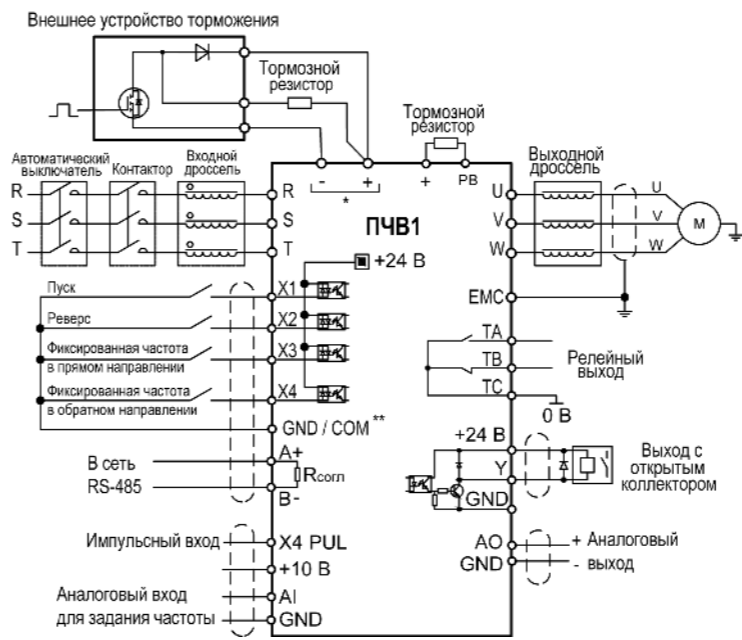 Внешнее устройство торможения
Тормозной
резистор
Тормозной
резистор
Автоматический
выключатель
Контактор
Входной
дроссель
Выходной
дроссель
- +
*
+ PB
R R
S S
T T
ПЧВ1
+24 В
U U
V V
W W
M
EMC
Пуск
X1
Реверс
X2
Фиксированная частота
в прямом направлении
X3
Фиксированная частота
в обратном направлении
X4
GND / COM **
TA
TB
TC
Релейный
выход
0 В
В сеть
RS-485
A+
Rсогл
B-
+24 В
Y
GND
Выход с
открытым
коллектором
Импульсный вход
X4 PUL
+10 В
Аналоговый вход
для задания частоты
AI
GND
AO
GND
+ Аналоговый
- выход